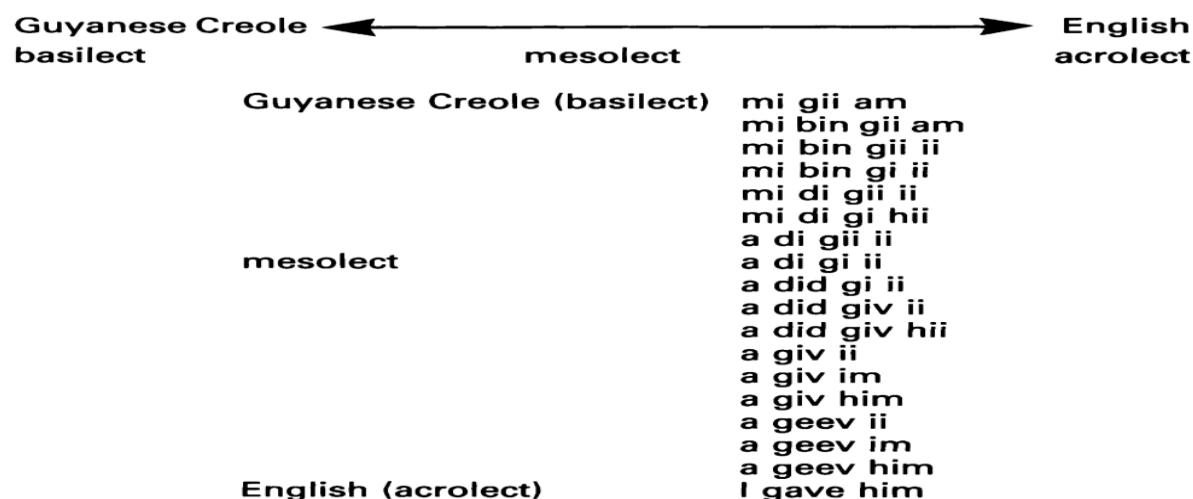 Guyanese Creole English
basilect mesolect acrolect
Guyanese Creole (basilect) mi gii am
mi bin gii am
mi bin gii ii
mi bin gi ii
mi di gii ii
mi di gi hii
a di gii ii
mesolect a di gi ii
a did gi ii
a did giv ii
a did giv hii
a giv ii
a giv im
a giv him
a geev ii
a geev im
a geev him
English (acrolect) I gave him